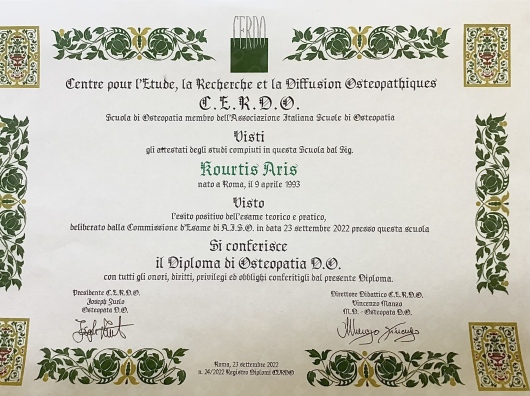 CERDO
Centre pour l'Etude, la Recherche et la Diffusion Osteopathiques
C.E.R.D.O.
Scuola di Osteopatia membro dell'Associazione Italiana Scuole di Osteopatia
Visti
gli attestati degli studi compiuti in questa Scuola dal Sig.
Kourtis Aris
nato a Roma, il 9 aprile 1993
Visto
l'esito positivo dell'esame teorico e pratico,
deliberato dalla Commissione d'Esame di A.I.S.O. in data 23 settembre 2022 presso questa scuola
Si conferisce
il Diploma di Osteopatia D.O.
con tutti gli onori, diritti, privilegi ed obblighi conferitigli dal presente Diploma.
Presidente C.E.R.D.O.
Joseph Zurlo
Osteopata D.O.
Direttore Didattico C.E.R.D.O.
Vincenzo Manzo
M.D. - Osteopata D.O.
Roma, 23 settembre 2022
n. 24/2022 Registro Diplomi CERDO